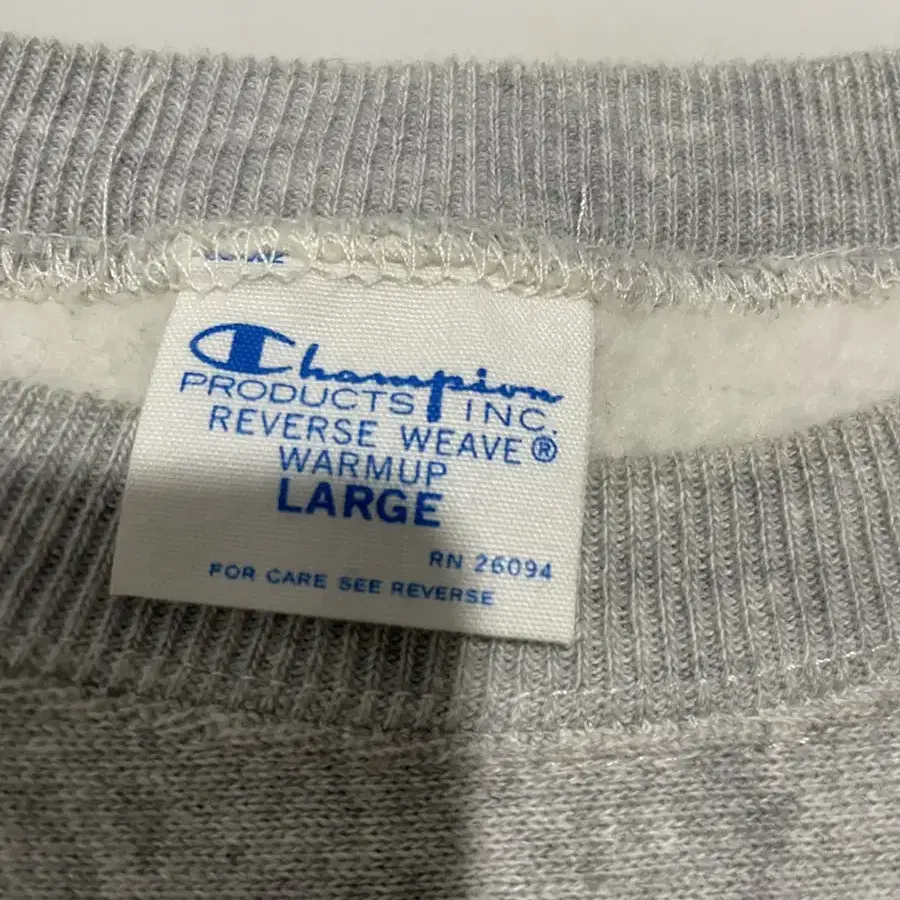 Champion
PRODUCTS INC.
REVERSE WEAVE®
WARMUP
LARGE
RN 26094
FOR CARE SEE REVERSE